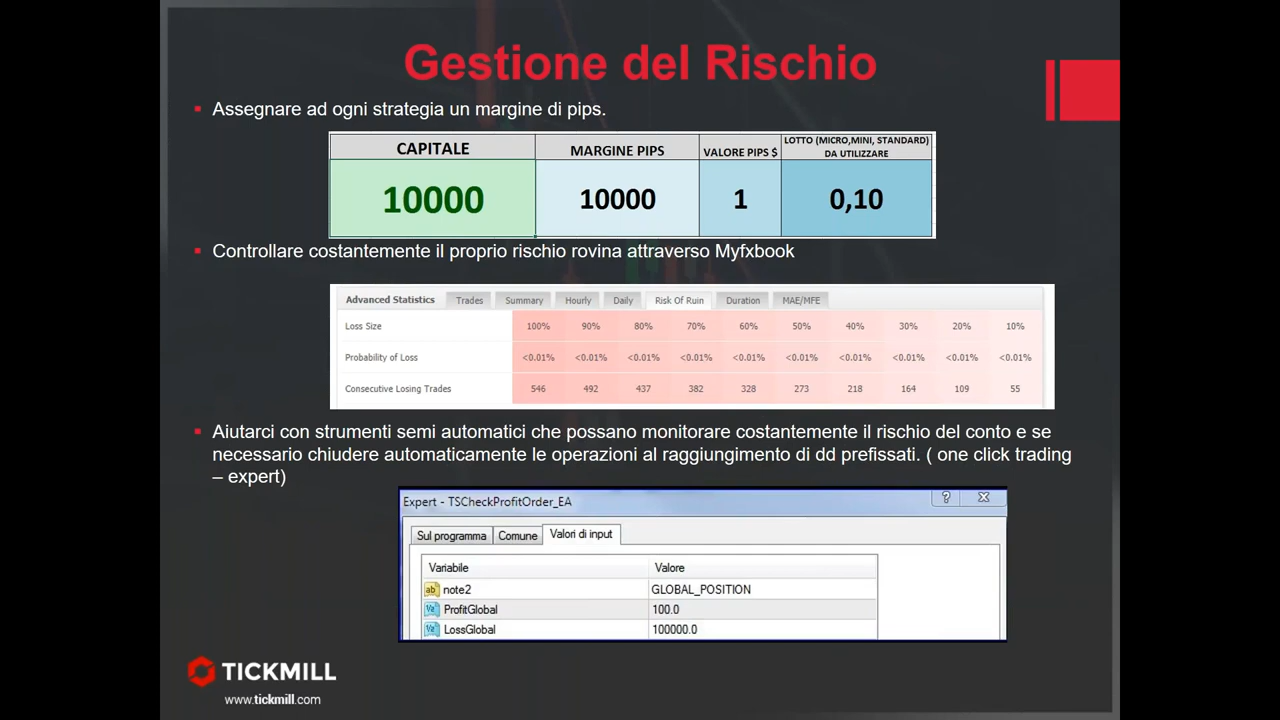 Gestione del Rischio
Assegnare ad ogni strategia un margine di pips.
CAPITALE MARGINE PIPS VALORE PIPS $ LOTTO (MICRO,MINI, STANDARD) DA UTILIZZARE
10000 10000 1 0,10
Controllare costantemente il proprio rischio rovina attraverso Myfxbook
Advanced Statistics Trades Summary Hourly Daily Risk Of Ruin Duration MAE/MFE
Loss Size 100% 90% 80% 70% 60% 50% 40% 30% 20% 10%
Probability of Loss <0.01% <0.01% <0.01% <0.01% <0.01% <0.01% <0.01% <0.01% <0.01% <0.01%
Consecutive Losing Trades 546 492 437 382 328 273 218 164 109 55
Aiutarci con strumenti semi automatici che possano monitorare costantemente il rischio del conto e se
necessario chiudere automaticamente le operazioni al raggiungimento di dd prefissati. ( one click trading
– expert)
Expert - TSCheckProfitOrder_EA ? X
Sul programma Comune Valori di input
Variabile Valore
ab note2 GLOBAL_POSITION
½ ProfitGlobal 100.0
½ LossGlobal 100000.0
TICKMILL
www.tickmill.com